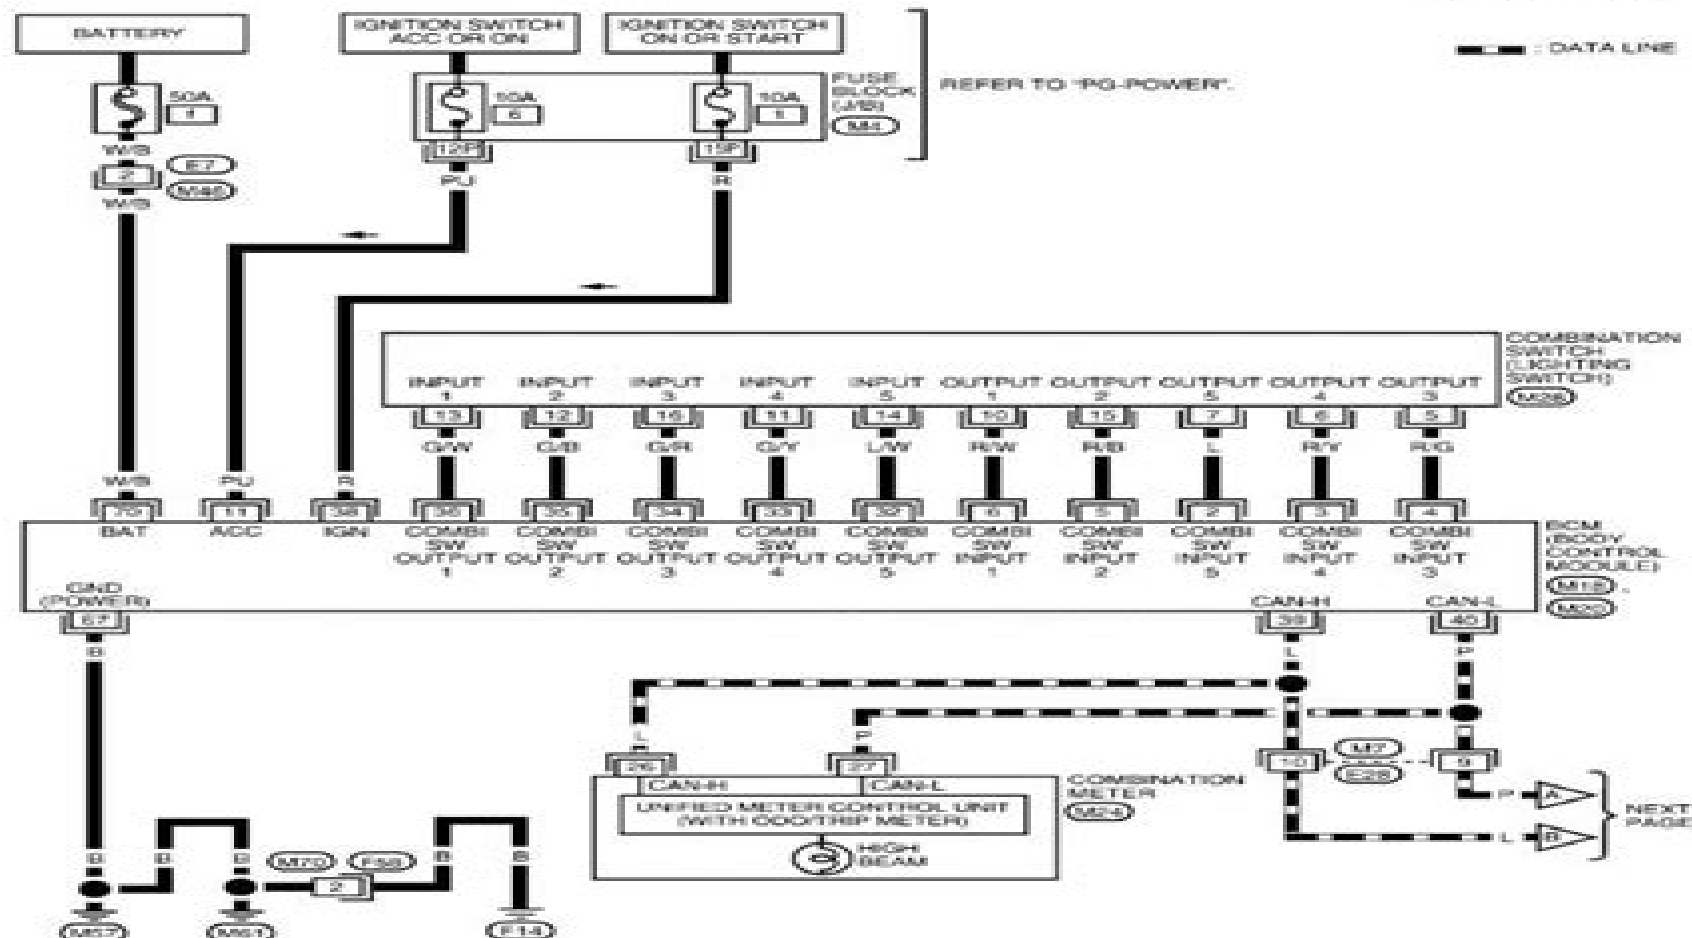 BATTERY
IGNITION SWITCH
ACC OR ON
IGNITION SWITCH
ON OR START
: DATA LINE
50A
10A
6
10A
1
FUSE
BLOCK
(J/B)
M4
REFER TO "PG-POWER".
W/B
2
E7
W/B
12P
PU
15P
R
COMBINATION
SWITCH
(LIGHTING
SWITCH)
M28
INPUT
1
INPUT
2
INPUT
3
INPUT
4
INPUT
5
OUTPUT
1
OUTPUT
2
OUTPUT
5
OUTPUT
4
OUTPUT
3
13 12 16 11 14 10 15 7 6 5
G/W G/B G/R G/Y L/W R/W R/B L R/Y R/G
W/B PU R
70 11 38 36 35 34 33 32 6 5 2 3 4
BAT
ACC
IGN
COMBI
SW
OUTPUT
1
COMBI
SW
OUTPUT
2
COMBI
SW
OUTPUT
3
COMBI
SW
OUTPUT
4
COMBI
SW
OUTPUT
5
COMBI
SW
INPUT
1
COMBI
SW
INPUT
2
COMBI
SW
INPUT
5
COMBI
SW
INPUT
4
COMBI
SW
INPUT
3
BCM
(BODY
CONTROL
MODULE)
M18 ,
M20
GND
(POWER)
67
B
CAN-H
39
L
CAN-L
40
P
L
P
26
27
CAN-H
CAN-L
UNIFIED METER CONTROL UNIT
(WITH ODO/TRIP METER)
HIGH
BEAM
COMBINATION
METER
M24
10
M7
E28
9
P A
L B
NEXT
PAGE
B B B B B
2
M57
M61
F14